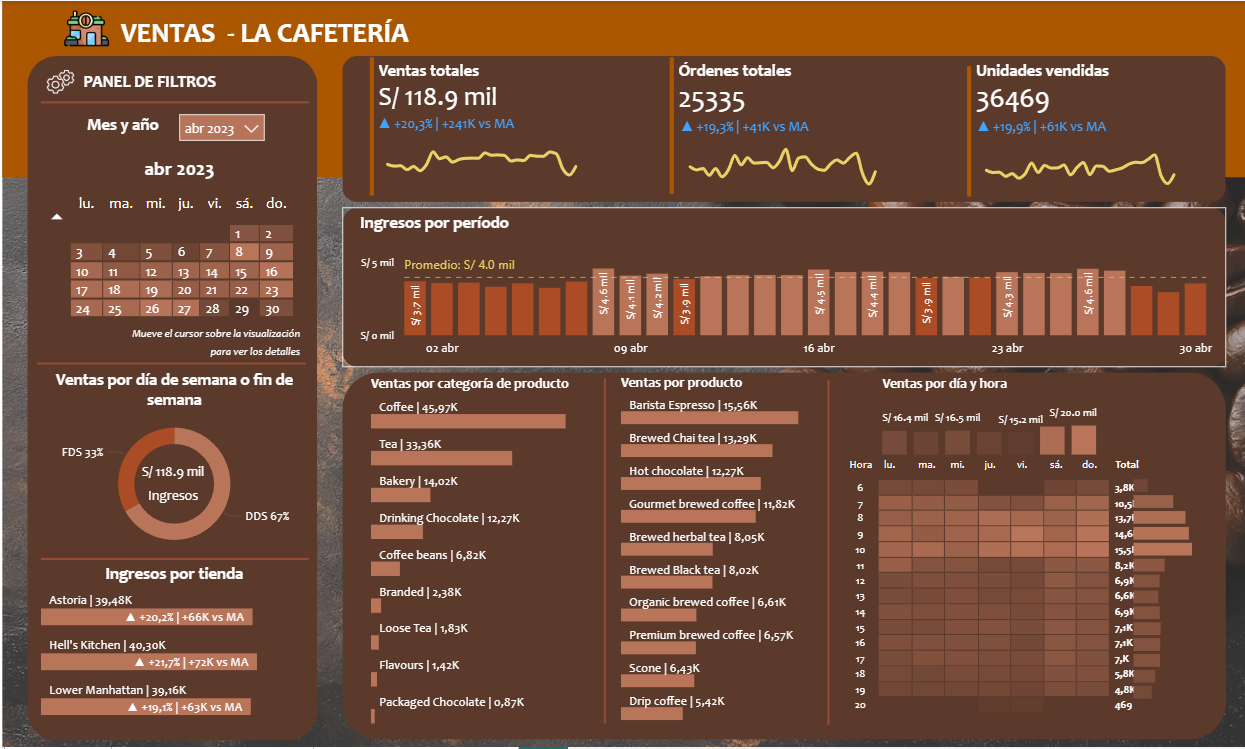 VENTAS - LA CAFETERÍA
PANEL DE FILTROS
Mes y año
abr 2023
abr 2023
lu. ma. mi. ju. vi. sá. do.
1 2
3 4 5 6 7 8 9
10 11 12 13 14 15 16
17 18 19 20 21 22 23
24 25 26 27 28 29 30
Mueve el cursor sobre la visualización
para ver los detalles
Ventas por día de semana o fin de
semana
FDS 33%
S/ 118.9 mil
Ingresos
DDS 67%
Ingresos por tienda
Astoria | 39,48K
▲ +20,2% | +66K vs MA
Hell's Kitchen | 40,30K
▲ +21,7% | +72K vs MA
Lower Manhattan | 39,16K
▲ +19,1% | +63K vs MA
Ventas totales
S/ 118.9 mil
▲ +20,3% | +241K vs MA
Órdenes totales
25335
▲ +19,3% | +41K vs MA
Unidades vendidas
36469
▲ +19,9% | +61K vs MA
Ingresos por período
S/ 5 mil
Promedio: S/ 4.0 mil
S/ 3.7 mil
S/ 4.6 mil
S/ 4.1 mil
S/ 4.2 mil
S/ 3.9 mil
S/ 4.5 mil
S/ 4.4 mil
S/ 3.9 mil
S/ 4.3 mil
S/ 4.6 mil
S/ 0 mil
02 abr 09 abr 16 abr 23 abr 30 abr
Ventas por categoría de producto
Coffee | 45,97K
Tea | 33,36K
Bakery | 14,02K
Drinking Chocolate | 12,27K
Coffee beans | 6,82K
Branded | 2,38K
Loose Tea | 1,83K
Flavours | 1,42K
Packaged Chocolate | 0,87K
Ventas por producto
Barista Espresso | 15,56K
Brewed Chai tea | 13,29K
Hot chocolate | 12,27K
Gourmet brewed coffee | 11,82K
Brewed herbal tea | 8,05K
Brewed Black tea | 8,02K
Organic brewed coffee | 6,61K
Premium brewed coffee | 6,57K
Scone | 6,43K
Drip coffee | 5,42K
Ventas por día y hora
S/ 16.4 mil S/ 16.5 mil S/ 15.2 mil S/ 20.0 mil
Hora lu. ma. mi. ju. vi. sá. do. Total
6 3,8K
7 10,5
8 13,7
9 14,6
10 15,5
11 8,2K
12 6,9K
13 6,6K
14 6,9K
15 7,1K
16 7,1K
17 7,K
18 5,8K
19 4,8K
20 469